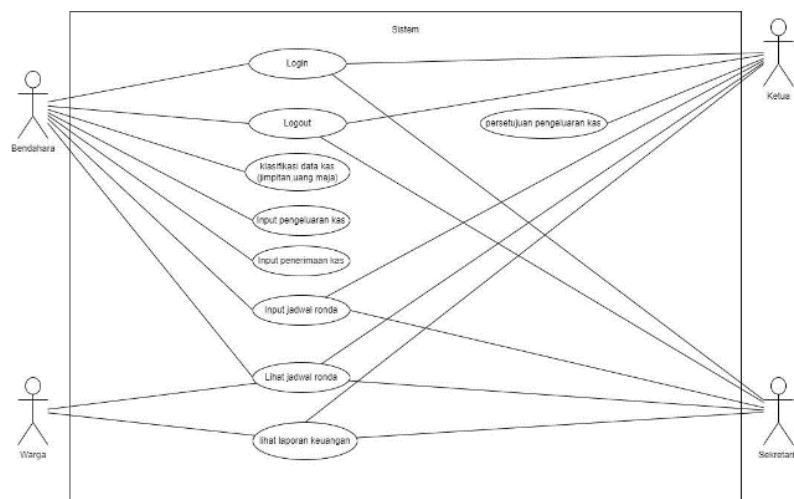 Sistem
Login
Logout
persetujuan pengeluaran kas
klasifikasi data kas
(jimpitan,uang meja)
Input pengeluaran kas
Input penerimaan kas
Input jadwal ronda
Lihat jadwal ronda
lihat laporan keuangan
Bendahara
Ketua
Warga
Sekretari